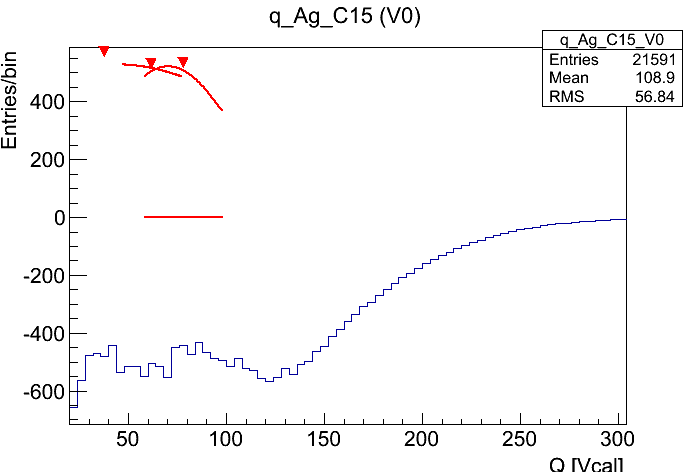 q_Ag_C15 (V0)
q_Ag_C15_V0
Entries 21591
Mean 108.9
RMS 56.84
Entries/bin
400
200
0
-200
-400
-600
50 100 150 200 250 300
Q [Vcal]